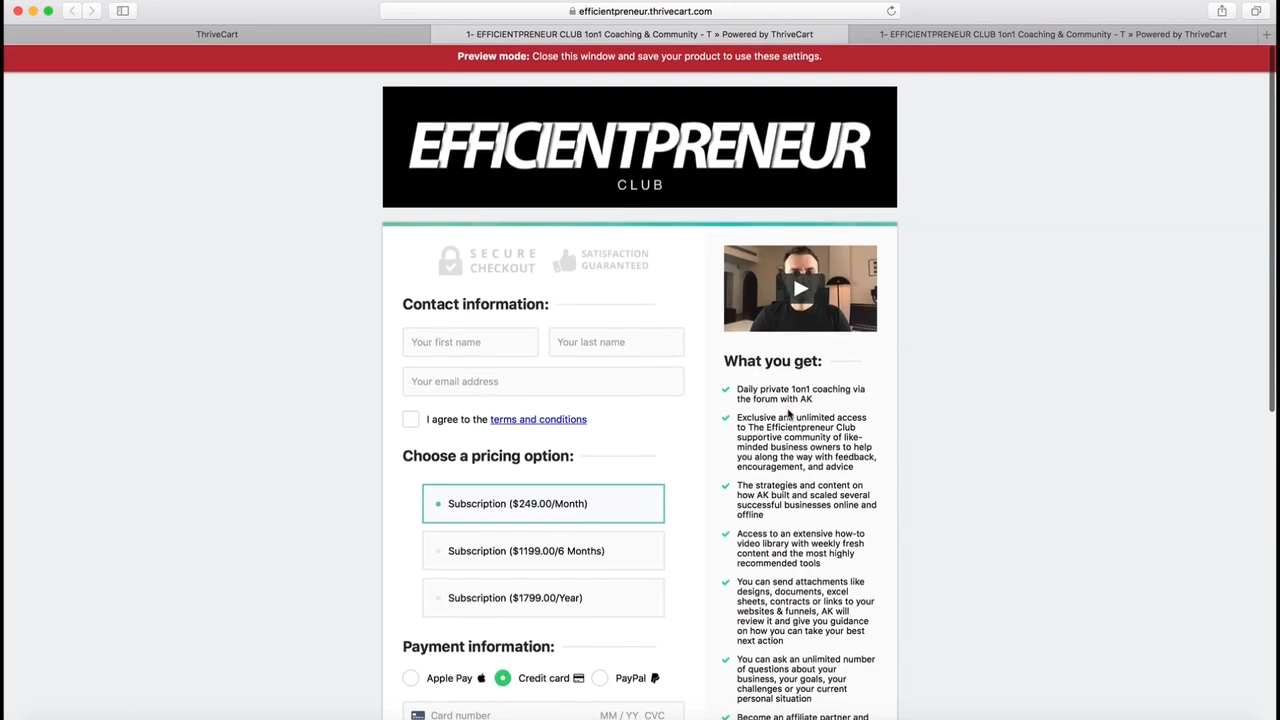 efficientpreneur.thrivecart.com
ThriveCart
1- EFFICIENTPRENEUR CLUB 1on1 Coaching & Community - T » Powered by ThriveCart
1- EFFICIENTPRENEUR CLUB 1on1 Coaching & Community - T » Powered by ThriveCart
Preview mode: Close this window and save your product to use these settings.
EFFICIENTPRENEUR
CLUB
SECURE
CHECKOUT
SATISFACTION
GUARANTEED
Contact information:
Your first name
Your last name
Your email address
I agree to the terms and conditions
Choose a pricing option:
Subscription ($249.00/Month)
Subscription ($1199.00/6 Months)
Subscription ($1799.00/Year)
Payment information:
Apple Pay
Credit card
PayPal
Card number
MM / YY CVC
What you get:
Daily private 1on1 coaching via
the forum with AK
Exclusive and unlimited access
to The Efficientpreneur Club
supportive community of like-
minded business owners to help
you along the way with feedback,
encouragement, and advice
The strategies and content on
how AK built and scaled several
successful businesses online and
offline
Access to an extensive how-to
video library with weekly fresh
content and the most highly
recommended tools
You can send attachments like
designs, documents, excel
sheets, contracts or links to your
websites & funnels, AK will
review it and give you guidance
on how you can take your best
next action
You can ask an unlimited number
of questions about your
business, your goals, your
challenges or your current
personal situation
Become an affiliate partner and